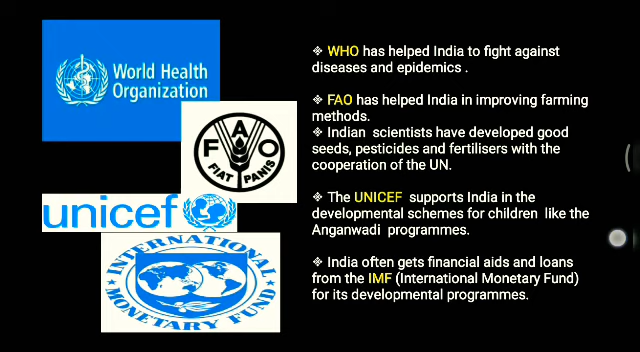 World Health
Organization
F A O
FIAT PANIS
unicef
INTERNATIONAL
MONETARY FUND
❖ WHO has helped India to fight against
diseases and epidemics .
❖ FAO has helped India in improving farming
methods.
❖ Indian scientists have developed good
seeds, pesticides and fertilisers with the
cooperation of the UN.
❖ The UNICEF supports India in the
developmental schemes for children like the
Anganwadi programmes.
❖ India often gets financial aids and loans
from the IMF (International Monetary Fund)
for its developmental programmes.